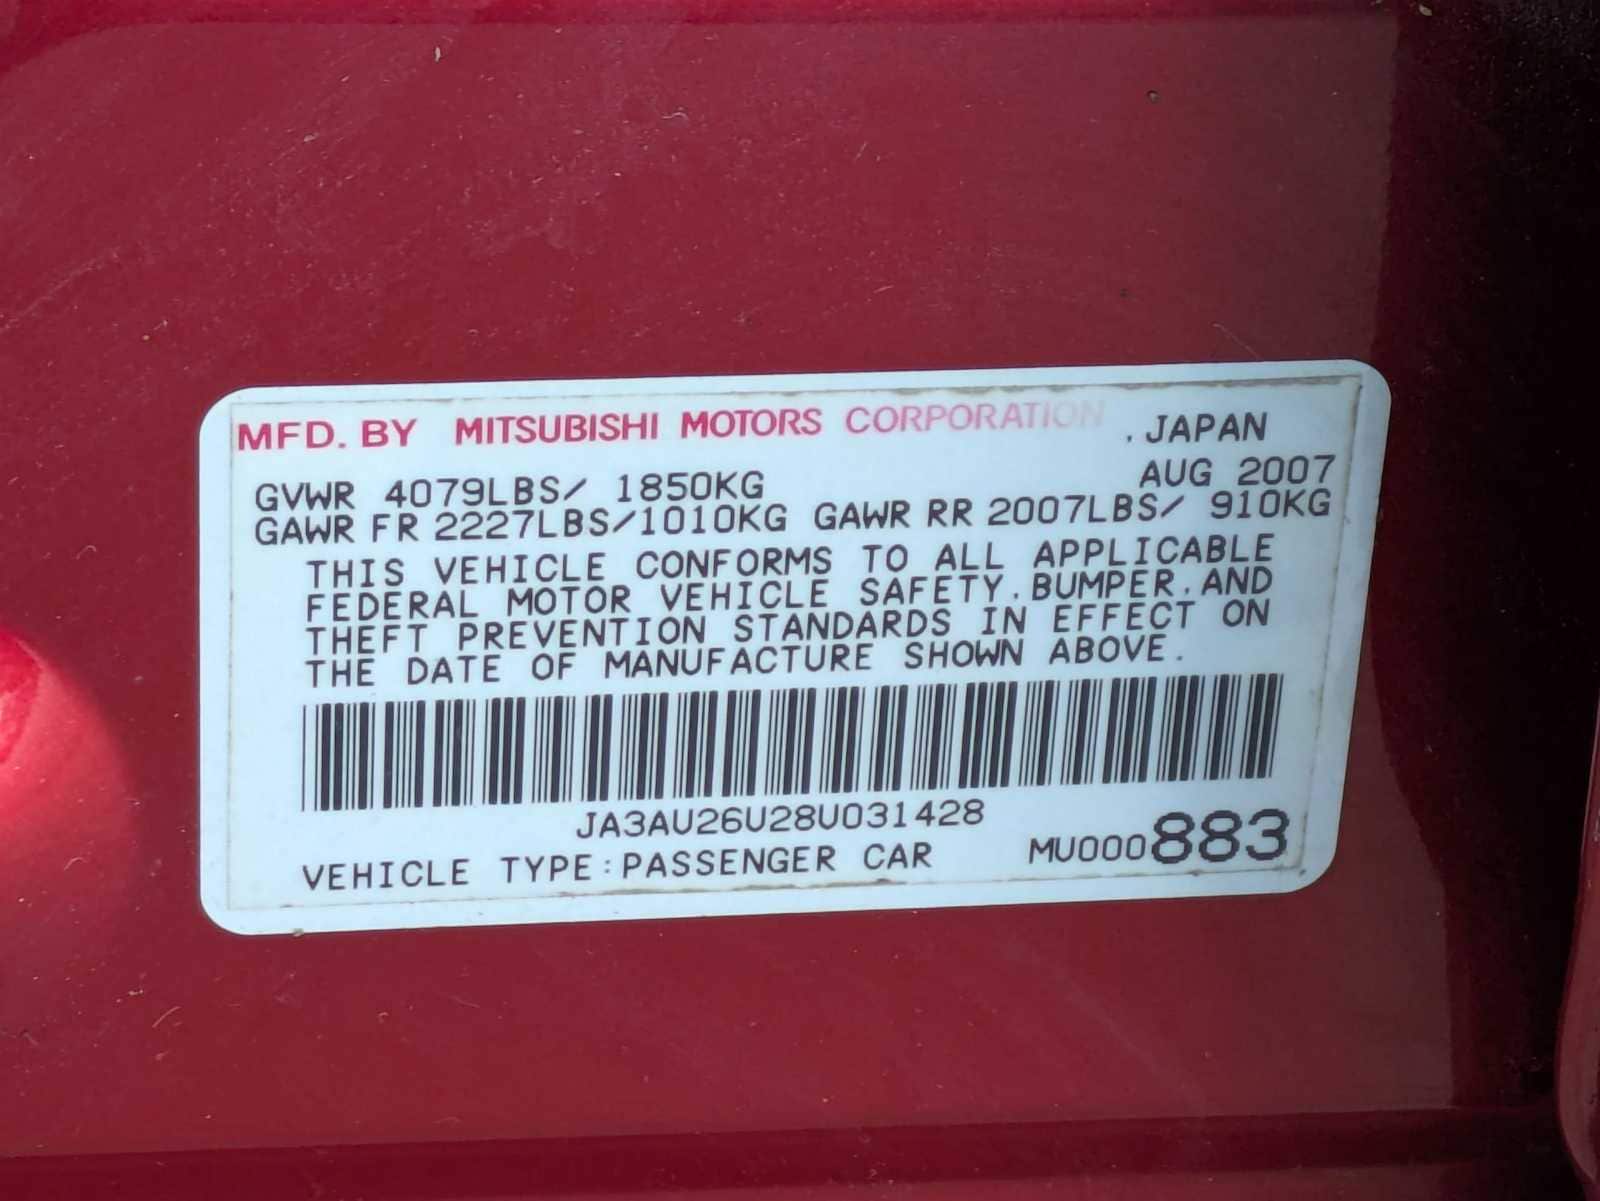 MFD. BY MITSUBISHI MOTORS CORPORATION , JAPAN
GVWR 4079LBS/ 1850KG AUG 2007
GAWR FR 2227LBS/1010KG GAWR RR 2007LBS/ 910KG
THIS VEHICLE CONFORMS TO ALL APPLICABLE
FEDERAL MOTOR VEHICLE SAFETY, BUMPER, AND
THEFT PREVENTION STANDARDS IN EFFECT ON
THE DATE OF MANUFACTURE SHOWN ABOVE.
JA3AU26U28U031428
VEHICLE TYPE:PASSENGER CAR MU000883